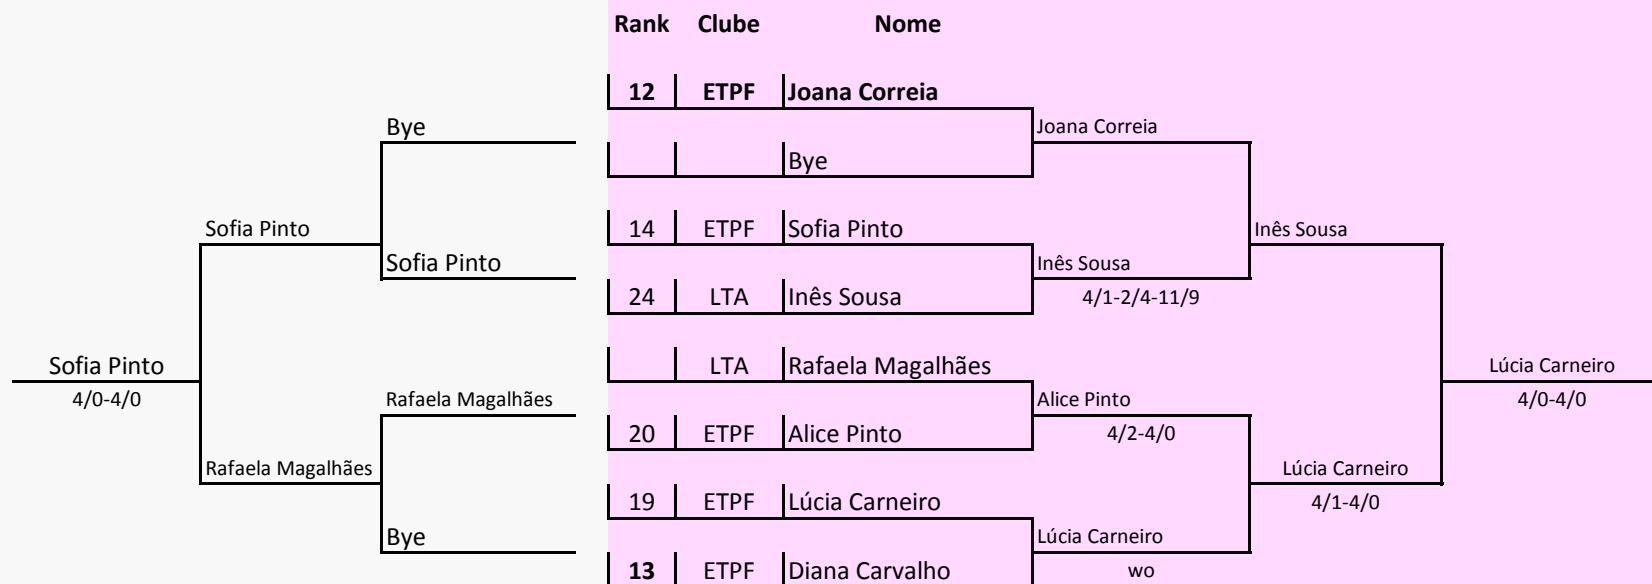 Rank Clube Nome
12 ETPF Joana Correia
Bye Joana Correia
Bye
Sofia Pinto 14 ETPF Sofia Pinto Inês Sousa
Sofia Pinto Inês Sousa
24 LTA Inês Sousa 4/1-2/4-11/9
Sofia Pinto LTA Rafaela Magalhães Lúcia Carneiro
4/0-4/0 Rafaela Magalhães Alice Pinto 4/0-4/0
20 ETPF Alice Pinto 4/2-4/0
Rafaela Magalhães Lúcia Carneiro
19 ETPF Lúcia Carneiro 4/1-4/0
Bye Lúcia Carneiro
13 ETPF Diana Carvalho wo